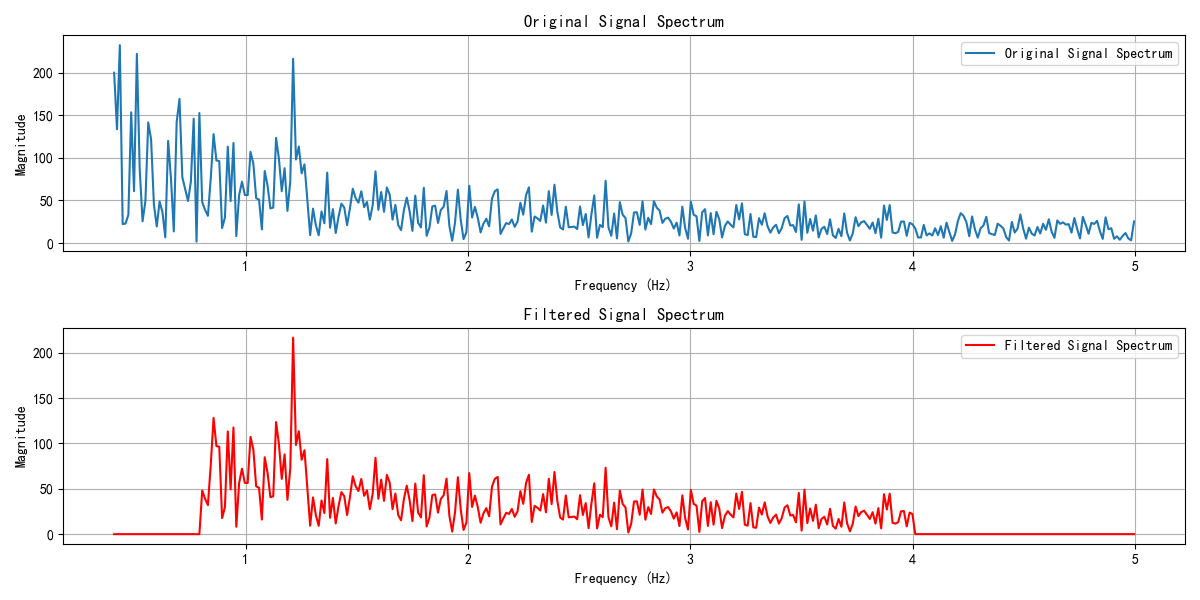 Original Signal Spectrum
Original Signal Spectrum
200
150
100
50
0
Magnitude
1 2 3 4 5
Frequency (Hz)
Filtered Signal Spectrum
Filtered Signal Spectrum
200
150
100
50
0
Magnitude
1 2 3 4 5
Frequency (Hz)